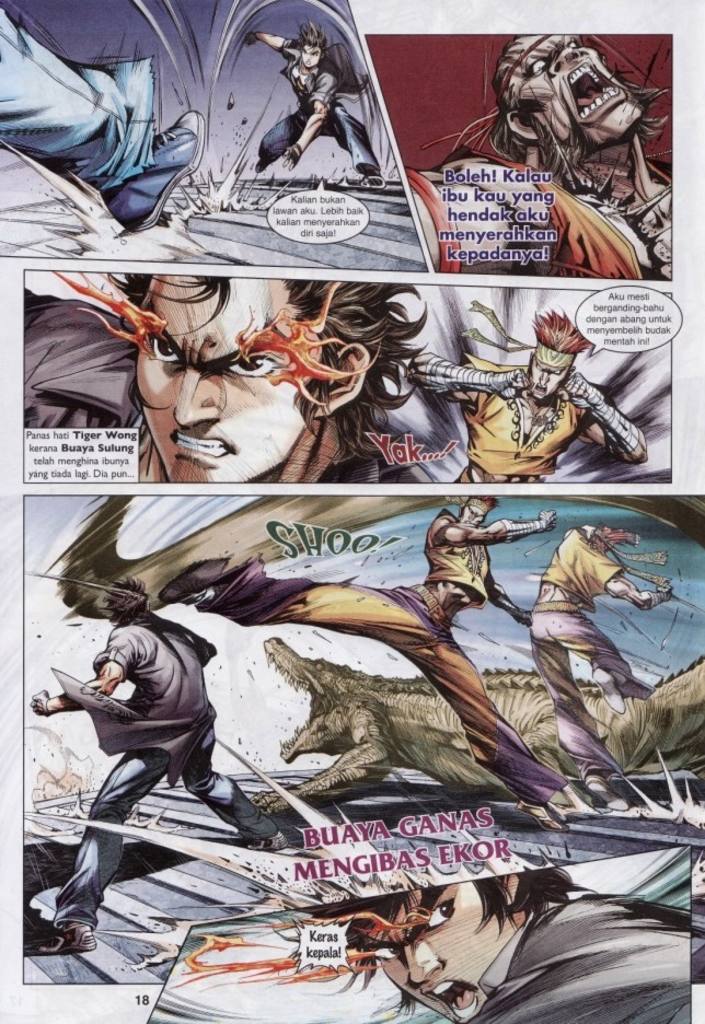 Kalian bukan
lawan aku. Lebih baik
kalian menyerahkan
diri saja!
Boleh! Kalau
ibu kau yang
hendak aku
menyerahkan
kepadanya!
Panas hati Tiger Wong
kerana Buaya Sulung
telah menghina ibunya
yang tiada lagi. Dia pun...
Yak...!
Aku mesti
berganding-bahu
dengan abang untuk
menyembelih budak
mentah ini!
SHOO!
BUAYA GANAS
MENGIBAS EKOR
Keras
kepala!
18